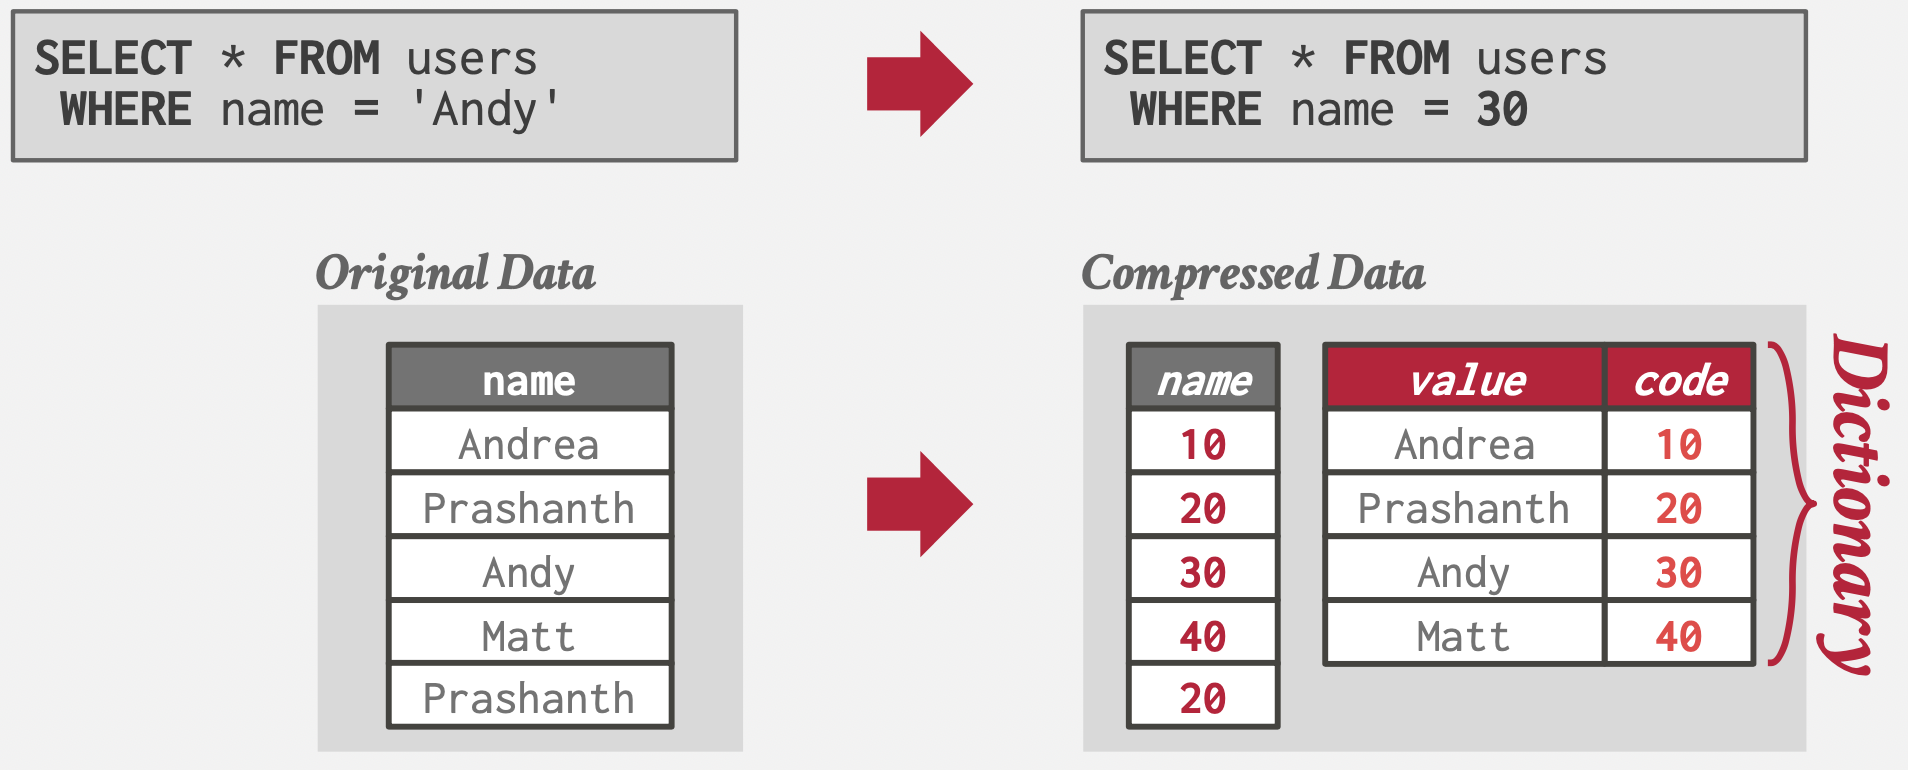 SELECT * FROM users
WHERE name = 'Andy'
SELECT * FROM users
WHERE name = 30
Original Data
name
Andrea
Prashanth
Andy
Matt
Prashanth
Compressed Data
name
10
20
30
40
20
value code
Andrea 10
Prashanth 20
Andy 30
Matt 40
Dictionary